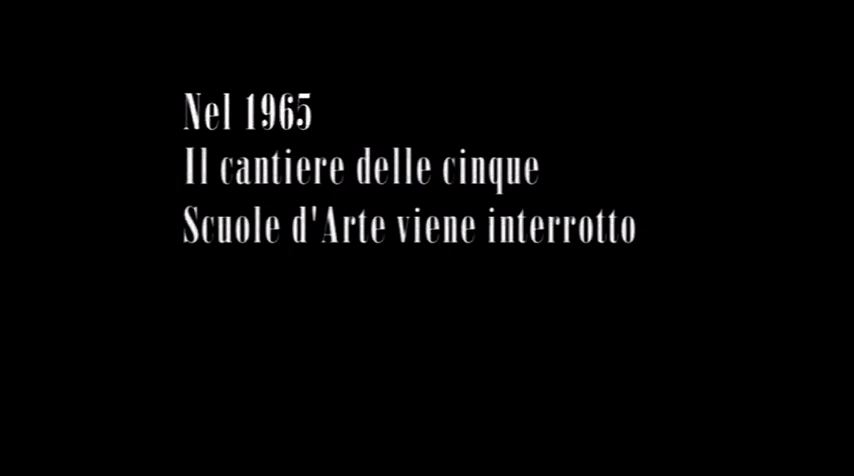 Nel 1965
Il cantiere delle cinque
Scuole d'Arte viene interrotto